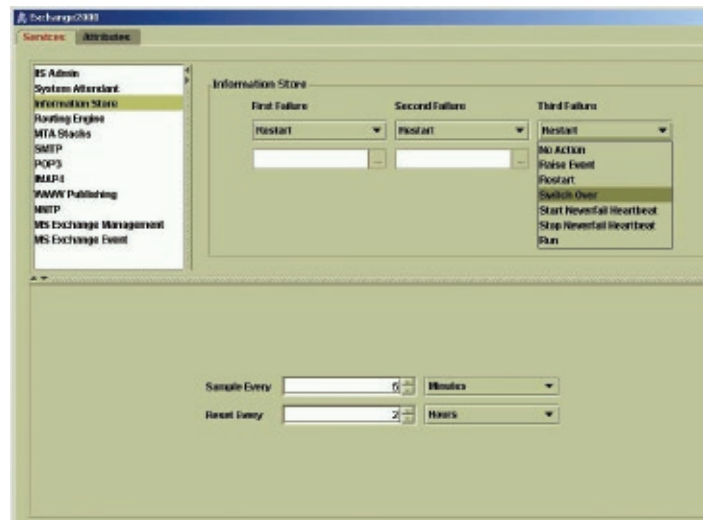 Exchange2000
Services Attributes
IIS Admin
System Attendant
Information Store
Routing Engine
MTA Stacks
SMTP
POP3
IMAP4
WWW Publishing
NNTP
MS Exchange Management
MS Exchange Event
Information Store
First Failure Second Failure Third Failure
Restart Restart Restart
... ...
No Action
Raise Event
Restart
Switch Over
Start Neverfail Heartbeat
Stop Neverfail Heartbeat
Run
Sample Every Minutes
Reset Every 2 Hours